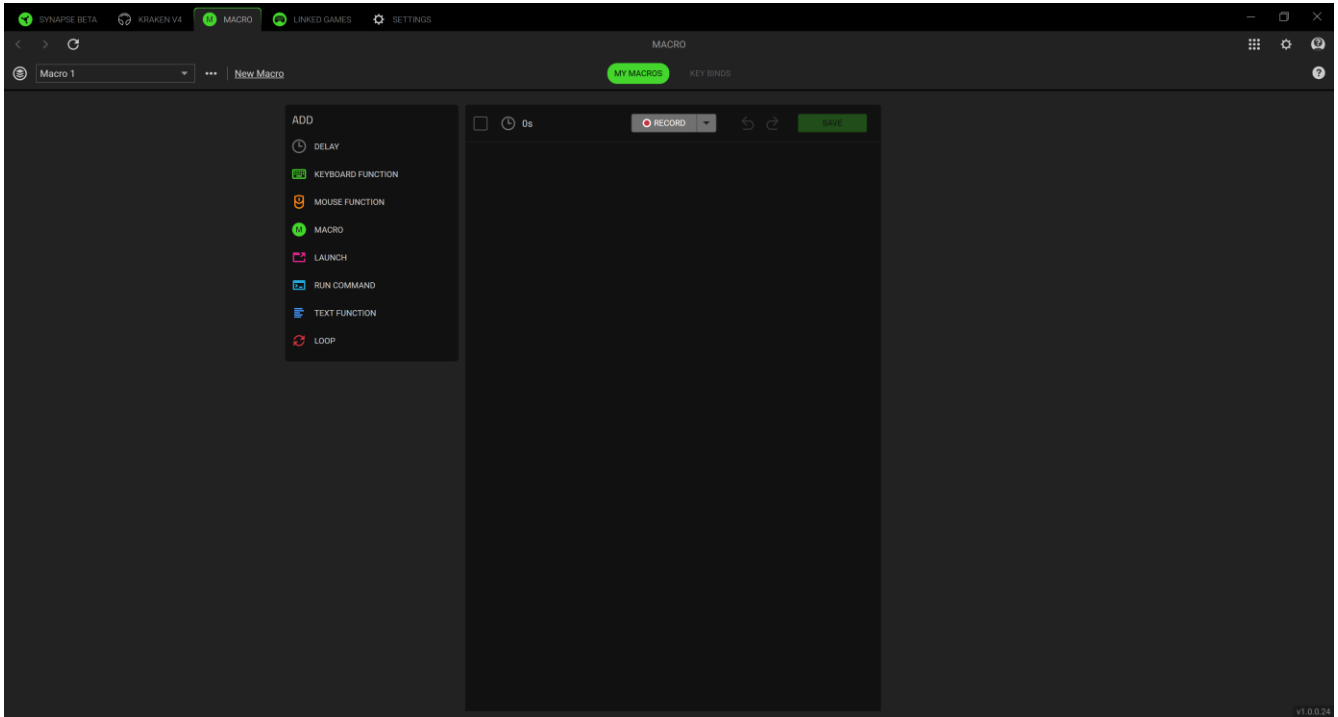 SYNAPSE BETA KRAKEN V4 M MACRO LINKED GAMES SETTINGS
MACRO
Macro 1 New Macro MY MACROS KEY BINDS ?
ADD
0s RECORD SAVE
DELAY
KEYBOARD FUNCTION
MOUSE FUNCTION
M MACRO
LAUNCH
RUN COMMAND
TEXT FUNCTION
LOOP
v1.0.0.24